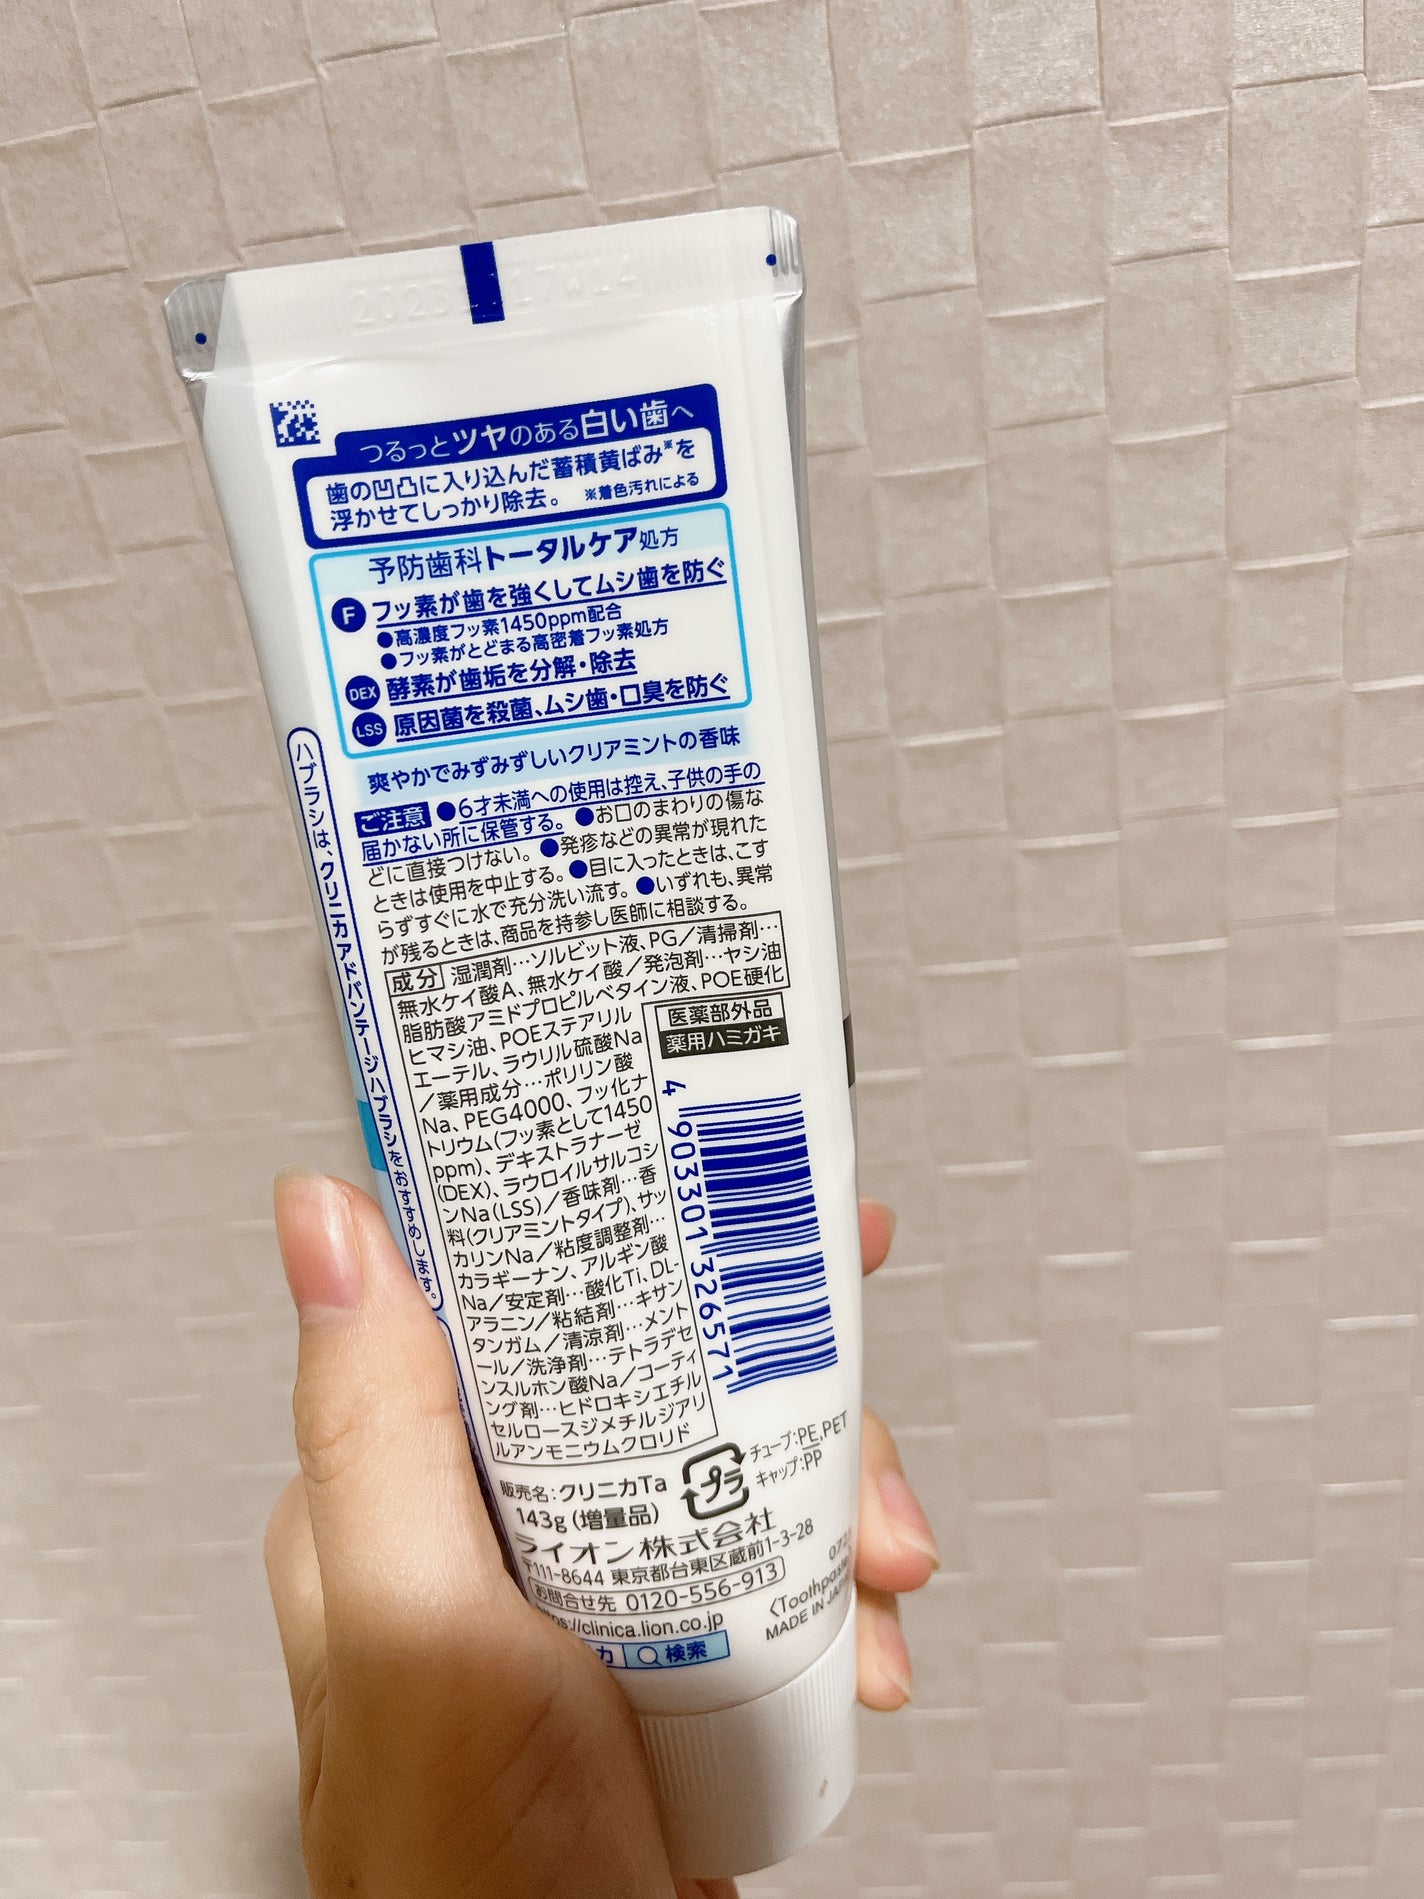 2023 17W14
つるっとツヤのある白い歯へ
歯の凹凸に入り込んだ蓄積黄ばみ※を
浮かせてしっかり除去。 ※着色汚れによる
予防歯科トータルケア処方
F フッ素が歯を強くしてムシ歯を防ぐ
●高濃度フッ素1450ppm配合
●フッ素がとどまる高密着フッ素処方
DEX 酵素が歯垢を分解・除去
LSS 原因菌を殺菌、ムシ歯・口臭を防ぐ
爽やかでみずみずしいクリアミントの香味
ご注意 ●6才未満への使用は控え、子供の手の
届かない所に保管する。 ●お口のまわりの傷な
どに直接つけない。 ●発疹などの異常が現れた
ときは使用を中止する。 ●目に入ったときは、こす
らずすぐに水で充分洗い流す。 ●いずれも、異常
が残るときは、商品を持参し医師に相談する。
成分 湿潤剤…ソルビット液、PG／清掃剤…
無水ケイ酸A、無水ケイ酸／発泡剤…ヤシ油
脂肪酸アミドプロピルベタイン液、POE硬化
ヒマシ油、POEステアリル
エーテル、ラウリル硫酸Na
／薬用成分…ポリリン酸
Na、PEG4000、フッ化ナ
トリウム(フッ素として1450
ppm)、デキストラナーゼ
(DEX)、ラウロイルサルコシ
ンNa(LSS)／香味剤…香
料(クリアミントタイプ)、サッ
カリンNa／粘度調整剤…
カラギーナン、アルギン酸
Na／安定剤…酸化Ti、DL-
アラニン／粘結剤…キサン
タンガム／清涼剤…メント
ール／洗浄剤…テトラデセ
ンスルホン酸Na／コーティ
ング剤…ヒドロキシエチル
セルロースジメチルジアリ
ルアンモニウムクロリド
医薬部外品
薬用ハミガキ
4 903301 326571
ハブラシは、クリニカアドバンテージハブラシをおすすめします。
プラ
チューブ:PE,PET
キャップ:PP
販売名:クリニカTa
143g(増量品)
ライオン株式会社
〒111-8644 東京都台東区蔵前1-3-28
お問合せ先 0120-556-913
://clinica.lion.co.jp
カ 検索
<Toothpaste
MADE IN JA